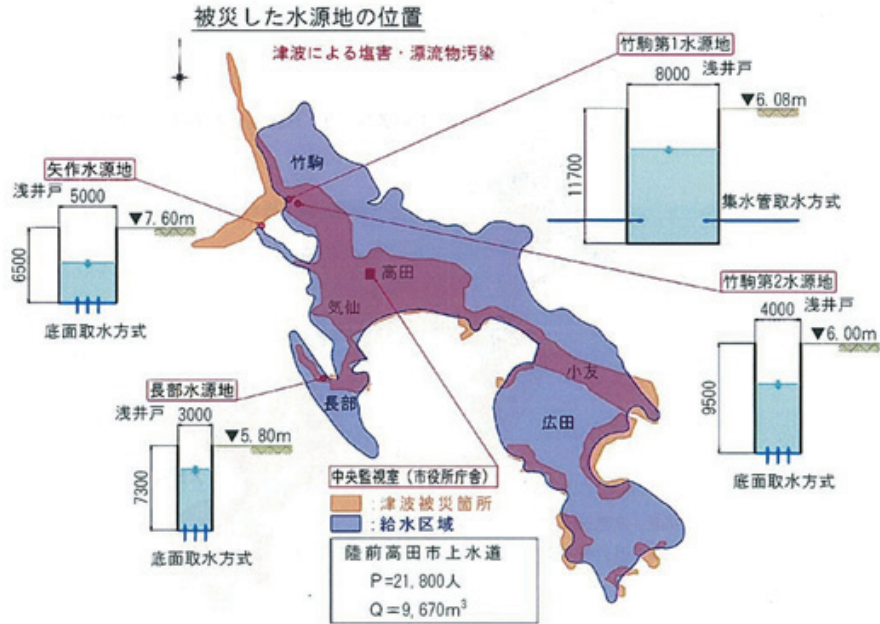 被災した水源地の位置
津波による塩害・漂流物汚染
竹駒第1水源地
8000
浅井戸
▼6.08m
11700
集水管取水方式
矢作水源地
浅井戸
5000
▼7.60m
6500
底面取水方式
竹駒
高田
気仙
長部
小友
広田
竹駒第2水源地
4000
浅井戸
▼6.00m
9500
底面取水方式
長部水源地
浅井戸
3000
▼5.80m
7300
底面取水方式
中央監視室(市役所庁舎)
:津波被災箇所
:給水区域
陸前高田市上水道
P=21,800人
Q=9,670m³